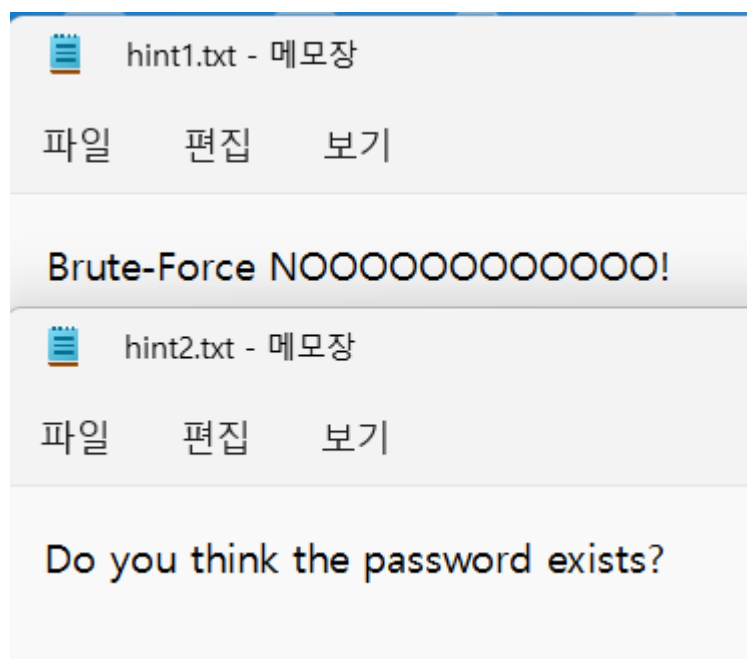 hint1.txt - 메모장
파일 편집 보기
Brute-Force NOOOOOOOOOOOOO!
hint2.txt - 메모장
파일 편집 보기
Do you think the password exists?